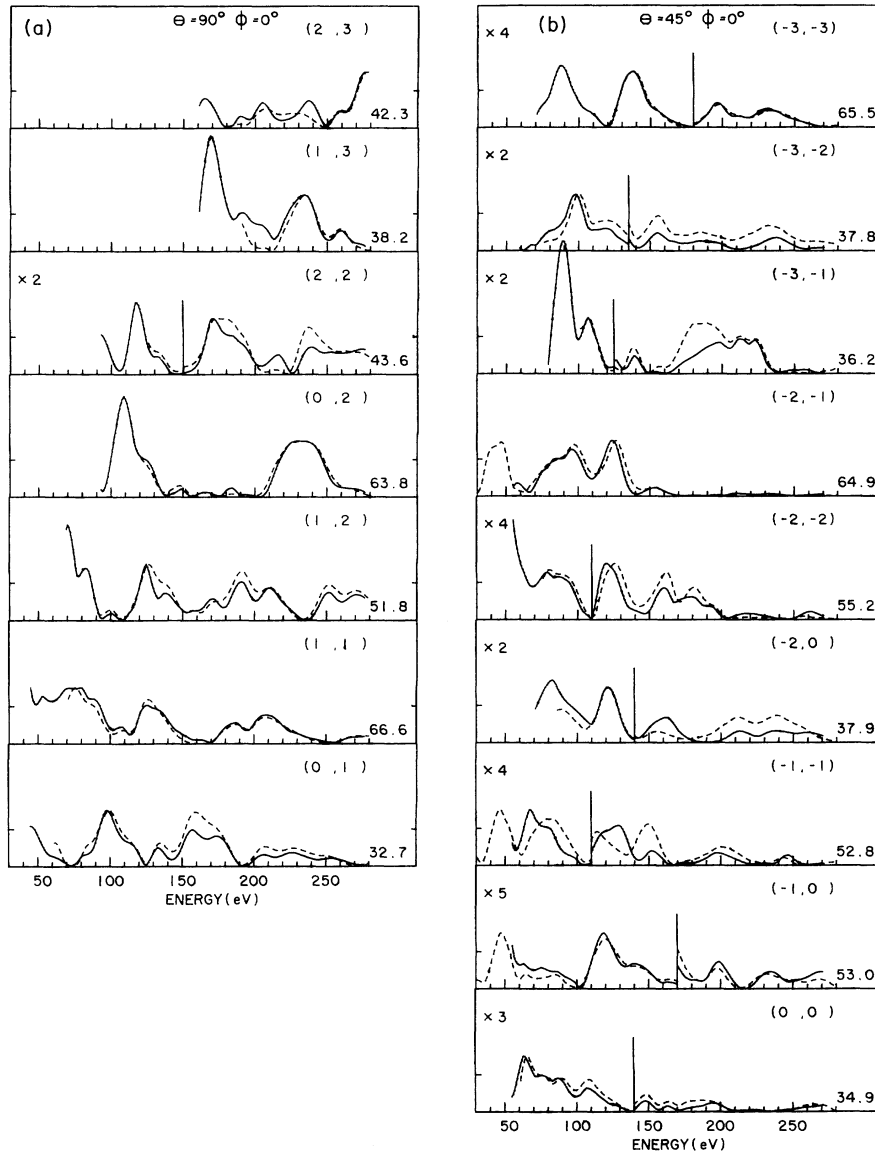 (a) Θ=90° Φ=0°
(2 ,3 )
42.3
(1 ,3 )
38.2
×2 (2 ,2 )
43.6
(0 ,2 )
63.8
(1 ,2 )
51.8
(1 ,1 )
66.6
(0 ,1 )
32.7
50 100 150 200 250
ENERGY(eV)
(b) Θ=45° Φ=0°
×4 (-3,-3)
65.5
×2 (-3,-2)
37.8
×2 (-3,-1)
36.2
(-2,-1)
64.9
×4 (-2,-2)
55.2
×2 (-2,0)
37.9
×4 (-1,-1)
52.8
×5 (-1,0)
53.0
×3 (0 ,0)
34.9
50 100 150 200 250
ENERGY(eV)